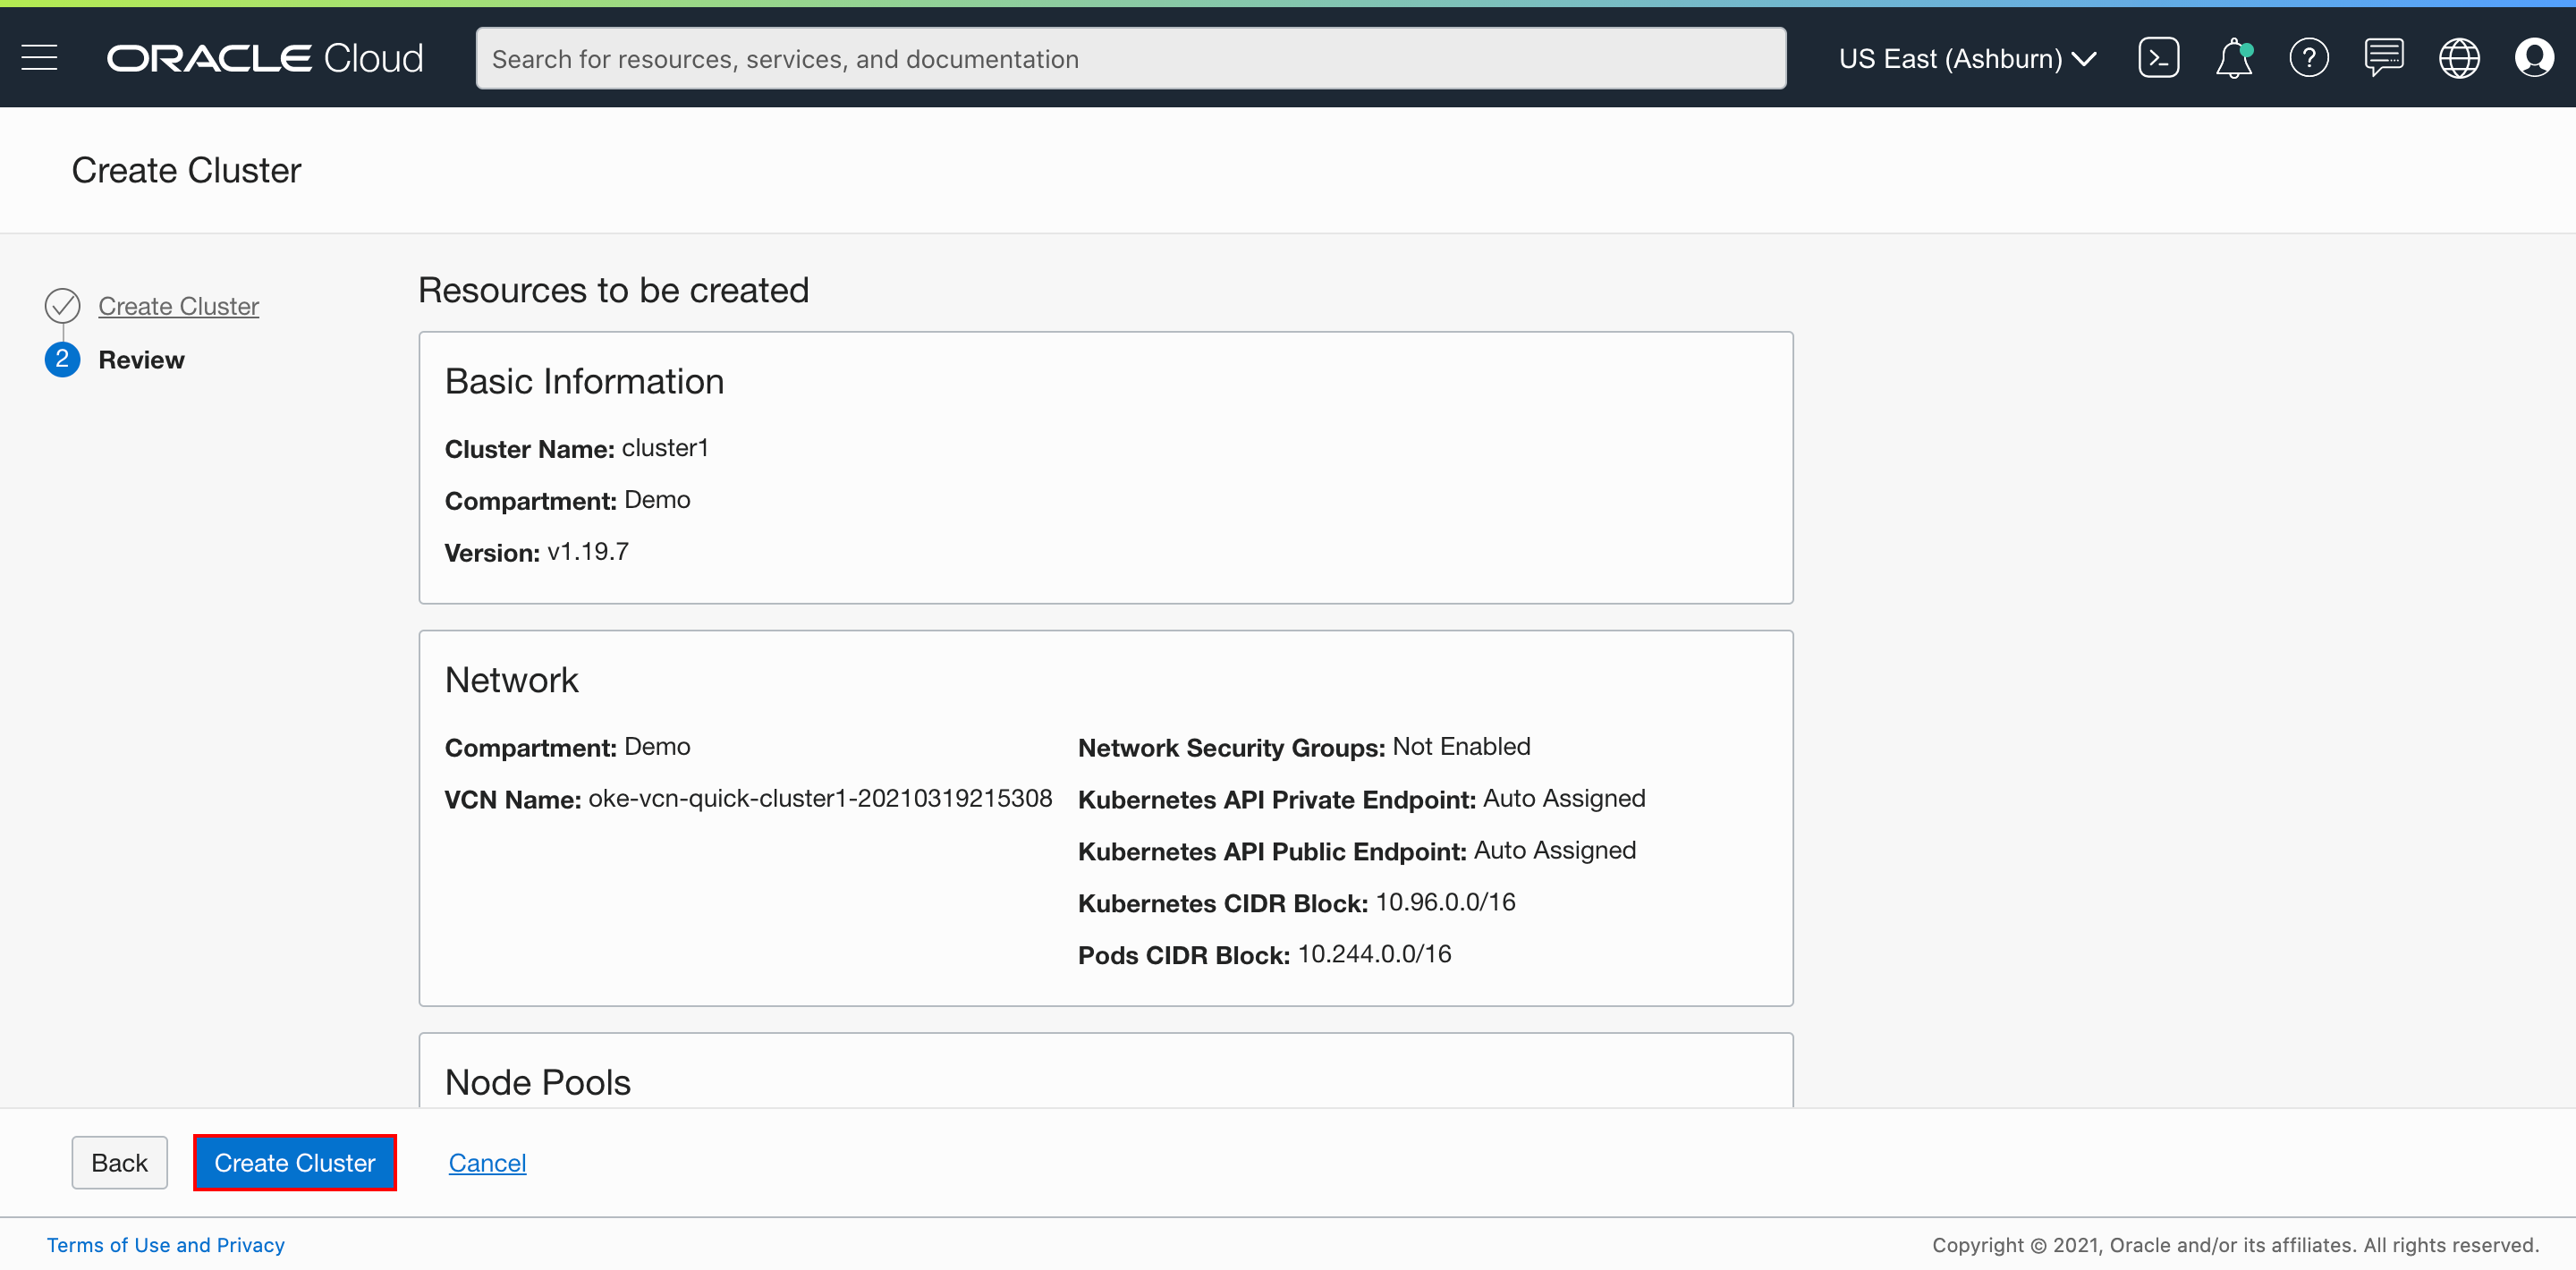 ORACLE Cloud
Search for resources, services, and documentation
US East (Ashburn)
Create Cluster
Create Cluster
2 Review
Resources to be created
Basic Information
Cluster Name: cluster1
Compartment: Demo
Version: v1.19.7
Network
Compartment: Demo
VCN Name: oke-vcn-quick-cluster1-20210319215308
Network Security Groups: Not Enabled
Kubernetes API Private Endpoint: Auto Assigned
Kubernetes API Public Endpoint: Auto Assigned
Kubernetes CIDR Block: 10.96.0.0/16
Pods CIDR Block: 10.244.0.0/16
Node Pools
Back
Create Cluster
Cancel
Terms of Use and Privacy
Copyright © 2021, Oracle and/or its affiliates. All rights reserved.